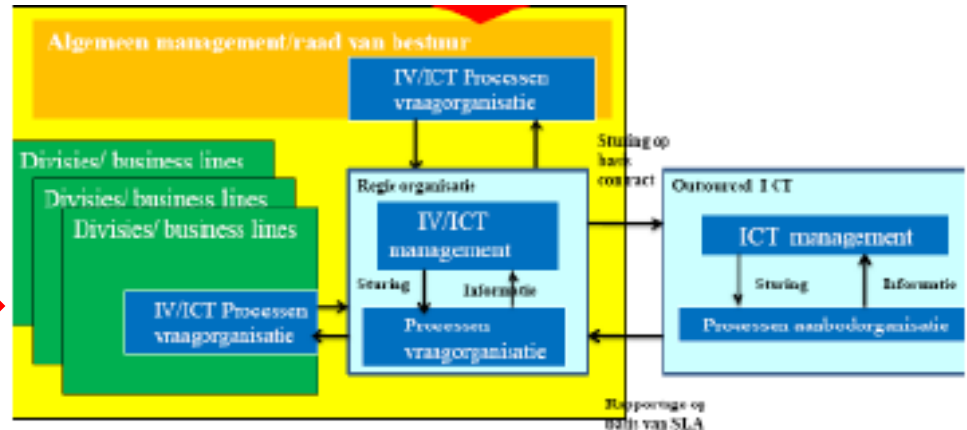 Algemeen management/raad van bestuur
IV/ICT Processen
vraagorganisatie
Divisies/ business lines
Divisies/ business lines
Divisies/ business lines
IV/ICT Processen
vraagorganisatie
Regie organisatie
IV/ICT
management
Sturing
Informatie
Processen
vraagorganisatie
Sturing op
basis
contract
Outsourced ICT
ICT management
Sturing
Informatie
Processen aanbodorganisatie
Rapportage op
basis van SLA